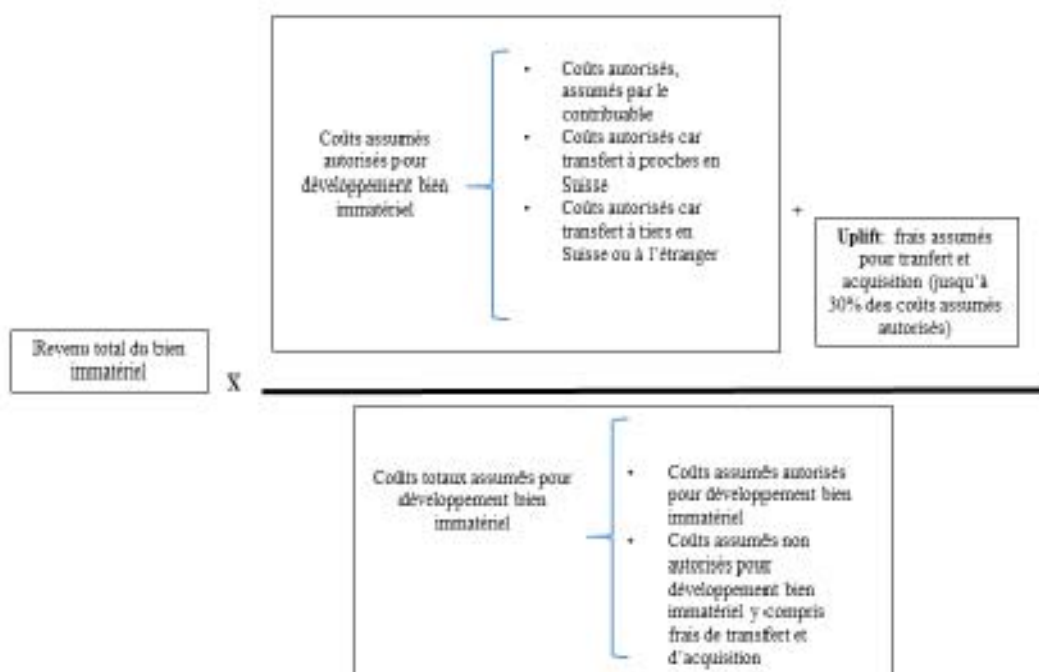 Coûts assumés
autorisés pour
développement bien
immatériel
• Coûts autorisés,
assumés par le
contribuable
• Coûts autorisés car
transfert à proches en
Suisse
• Coûts autorisés car
transfert à tiers en
Suisse ou à l'étranger
+
Uplift: frais assumés
pour tranfert et
acquisition (jusqu'à
30% des coûts assumés
autorisés)
Revenu total du bien
immatériel
X
Coûts totaux assumés pour
développement bien
immatériel
• Coûts assumés autorisés
pour développement bien
immatériel
• Coûts assumés non
autorisés pour
développement bien
immatériel y compris
frais de transfert et
d'acquisition